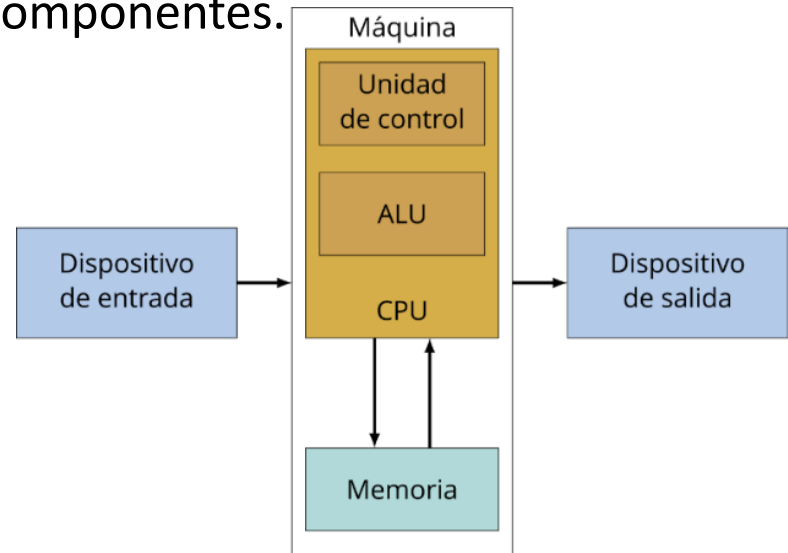 omponentes.
Máquina
Unidad
de control
ALU
CPU
Dispositivo
de entrada
Dispositivo
de salida
Memoria